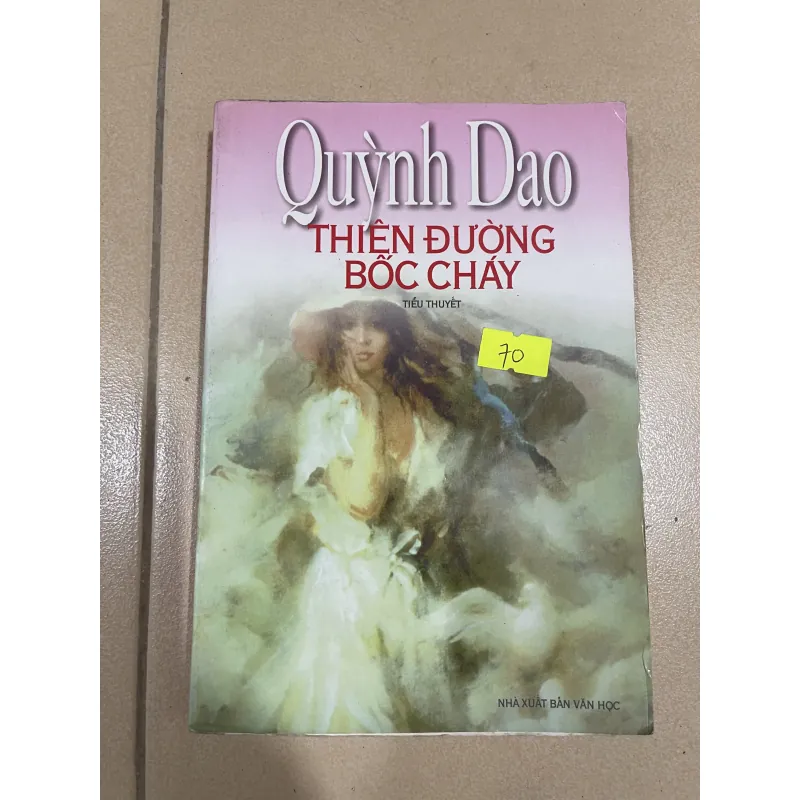 Quỳnh Dao
THIÊN ĐƯỜNG
BỐC CHÁY
TIỂU THUYẾT
70
NHÀ XUẤT BẢN VĂN HỌC